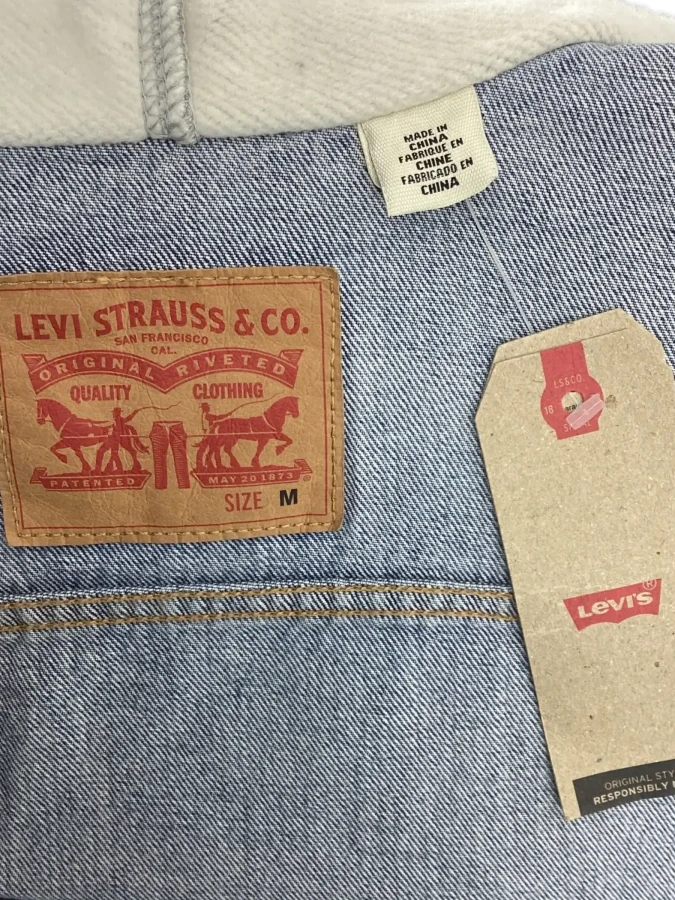 MADE IN
CHINA
FABRIQUE EN
CHINE
FABRICADO EN
CHINA
LEVI STRAUSS & CO.
SAN FRANCISCO
CAL.
ORIGINAL RIVETED
QUALITY CLOTHING
PATENTED MAY 20 1873
®
SIZE M
LS&CO
18
Levi's®
ORIGINAL STY
RESPONSIBLY